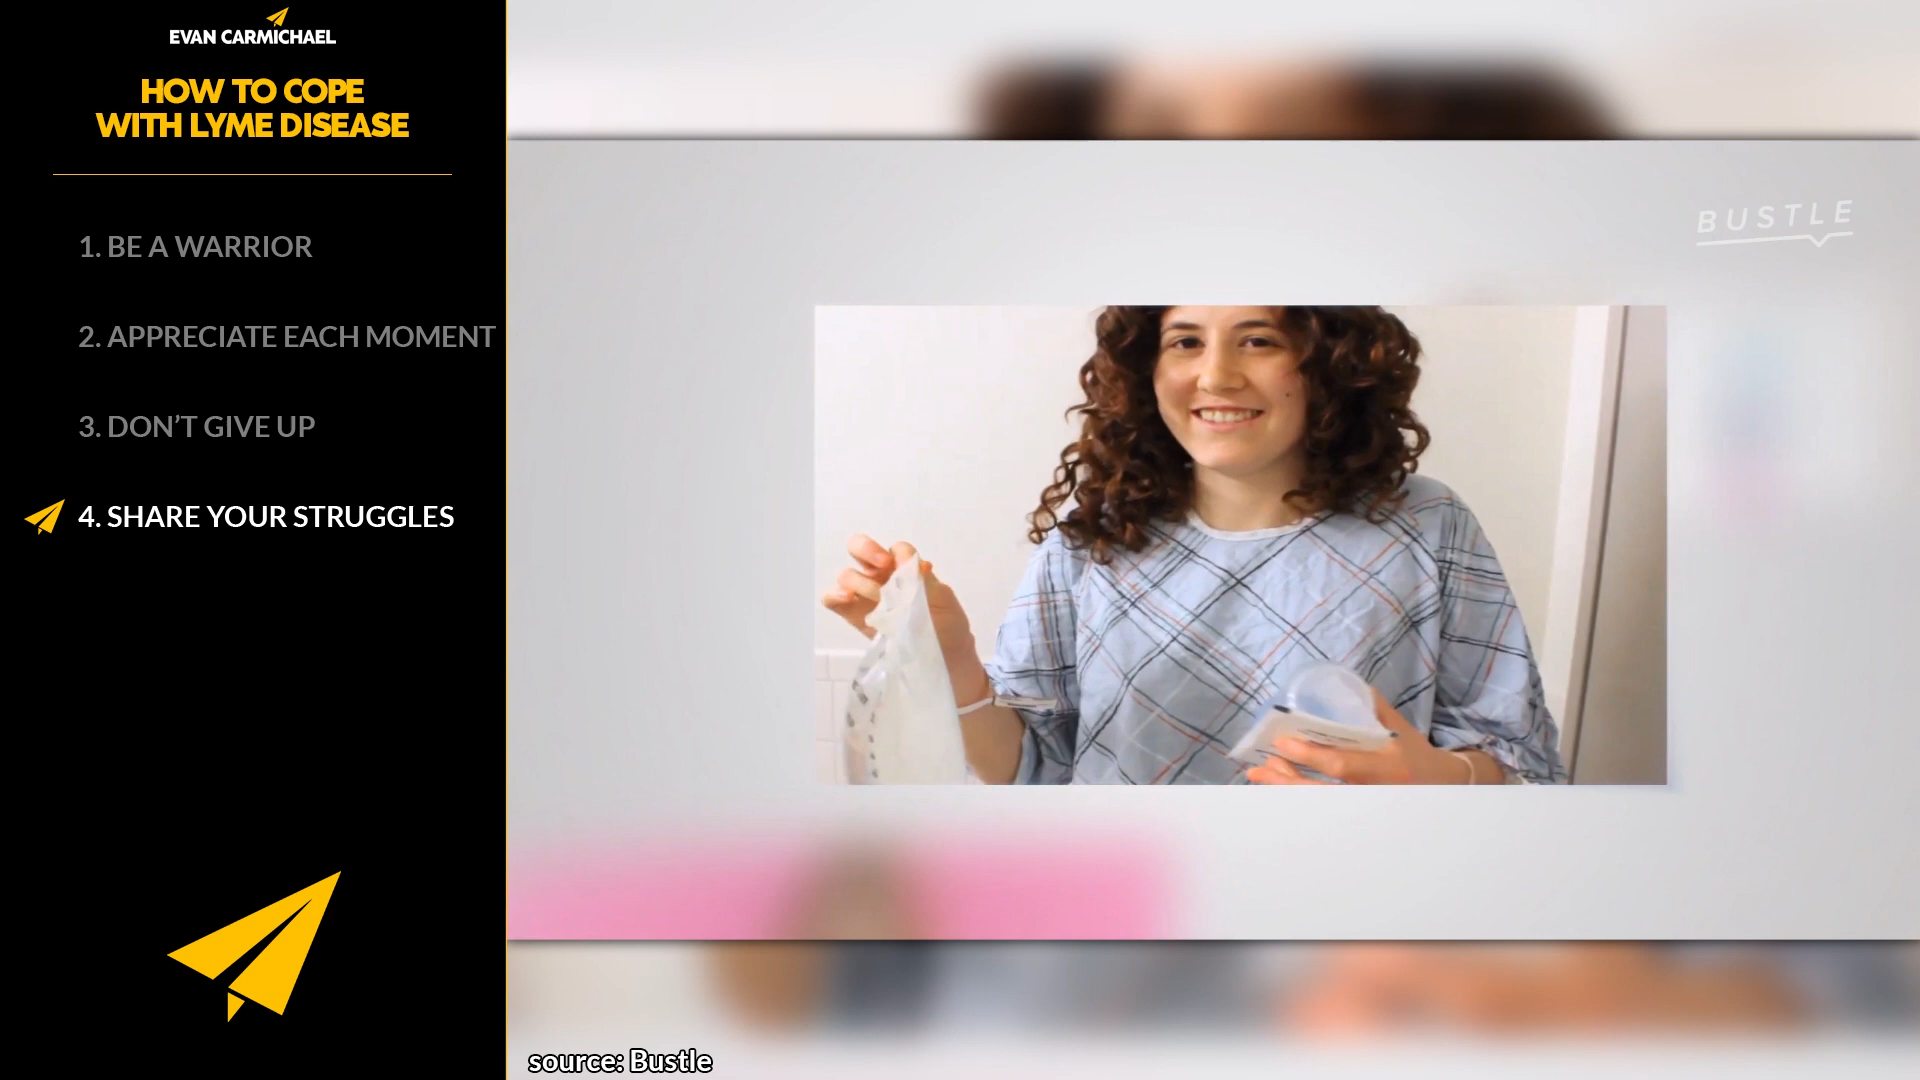 EVAN CARMICHAEL
HOW TO COPE
WITH LYME DISEASE
1. BE A WARRIOR
2. APPRECIATE EACH MOMENT
3. DON'T GIVE UP
4. SHARE YOUR STRUGGLES
BUSTLE
source: Bustle